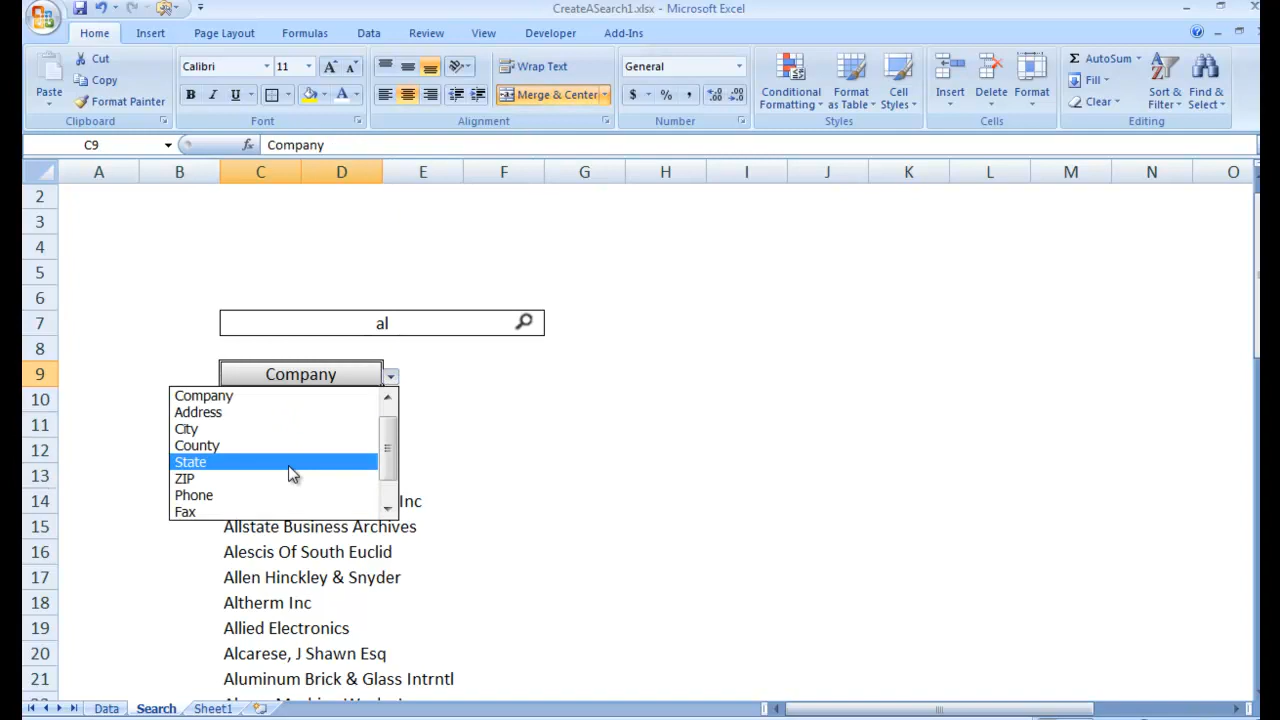 CreateASearch1.xlsx - Microsoft Excel
Home Insert Page Layout Formulas Data Review View Developer Add-Ins
Paste
Cut
Copy
Format Painter
Clipboard
Calibri 11
B I U
Font
Wrap Text
Merge & Center
Alignment
General
$ % ,
Number
Conditional Formatting
Format as Table
Cell Styles
Styles
Insert Delete Format
Cells
Σ AutoSum
Fill
Clear
Sort & Filter
Find & Select
Editing
C9 fx Company
A B C D E F G H I J K L M N O
2
3
4
5
6
7 al
8
9 Company
10
11
12
13
Company
Address
City
County
State
ZIP
Phone
Fax
14 Inc
15 Allstate Business Archives
16 Alescis Of South Euclid
17 Allen Hinckley & Snyder
18 Altherm Inc
19 Allied Electronics
20 Alcarese, J Shawn Esq
21 Aluminum Brick & Glass Intrntl
Data Search Sheet1